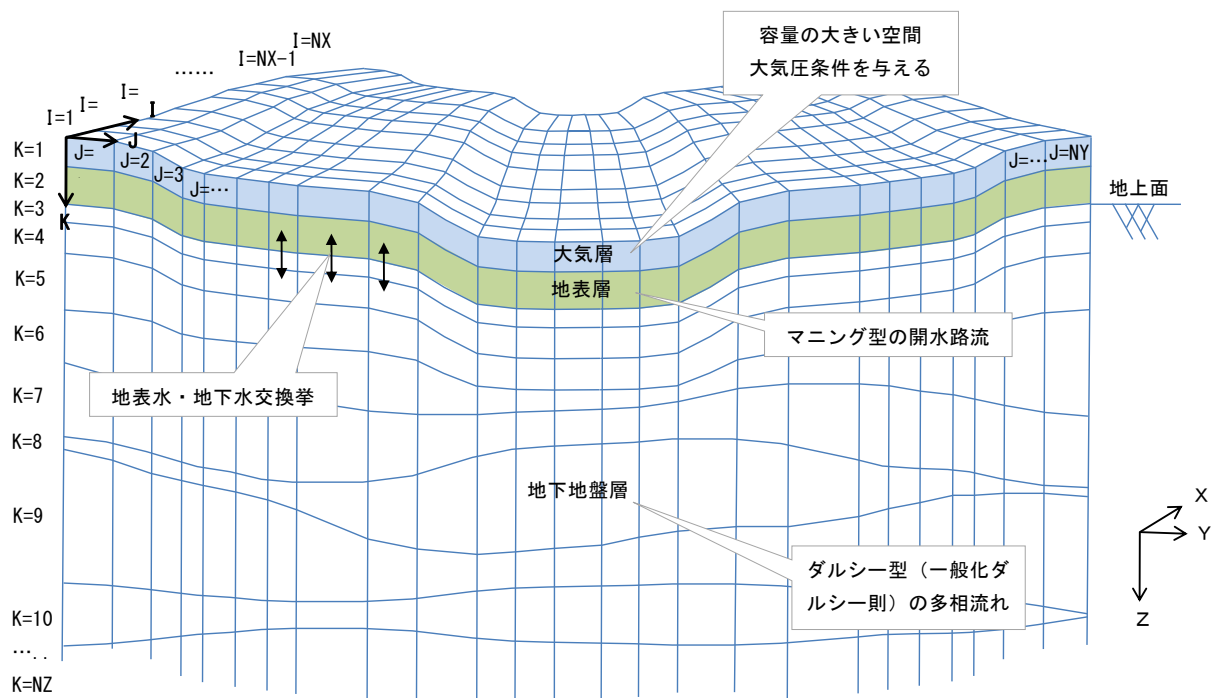 容量の大きい空間
大気圧条件を与える
I=NX
I=NX-1
……
I=
I=
I=1
I
J
K
J=
J=2
J=3
J=…
J=…
J=NY
K=1
K=2
K=3
K=4
K=5
K=6
K=7
K=8
K=9
K=10
…..
K=NZ
地上面
大気層
地表層
マニング型の開水路流
地表水・地下水交換挙
地下地盤層
ダルシー型（一般化ダ
ルシー則）の多相流れ
X
Y
Z